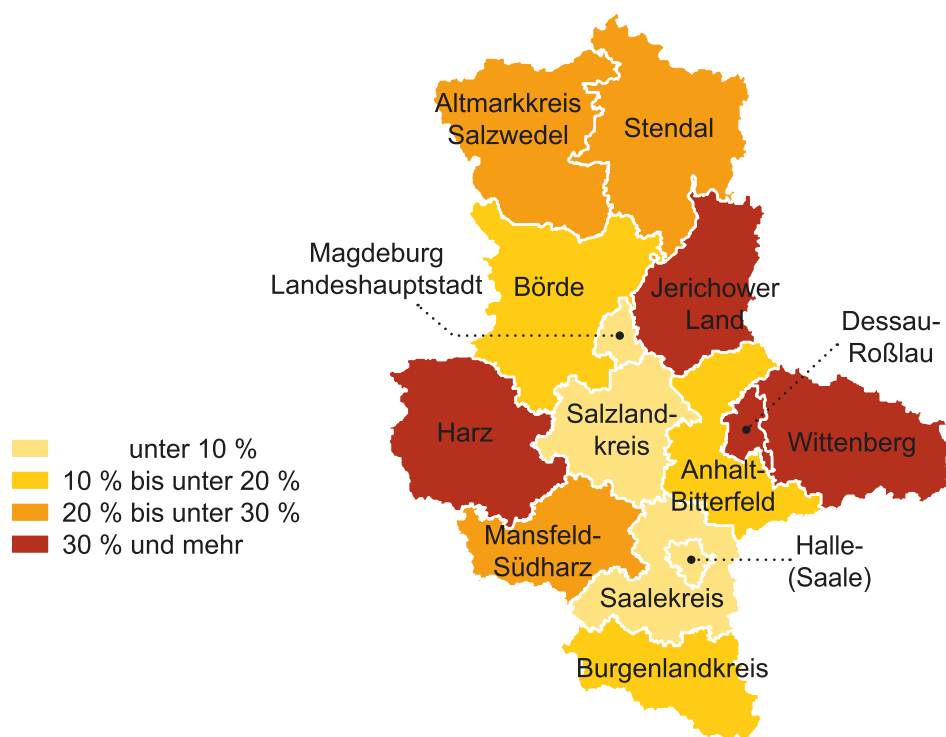 Altmarkkreis
Salzwedel
Stendal
Magdeburg
Landeshauptstadt
Börde
Jerichower
Land
Dessau-
Roßlau
Harz
Salzland-
kreis
Wittenberg
Anhalt-
Bitterfeld
unter 10 %
10 % bis unter 20 %
20 % bis unter 30 %
30 % und mehr
Mansfeld-
Südharz
Halle-
(Saale)
Saalekreis
Burgenlandkreis